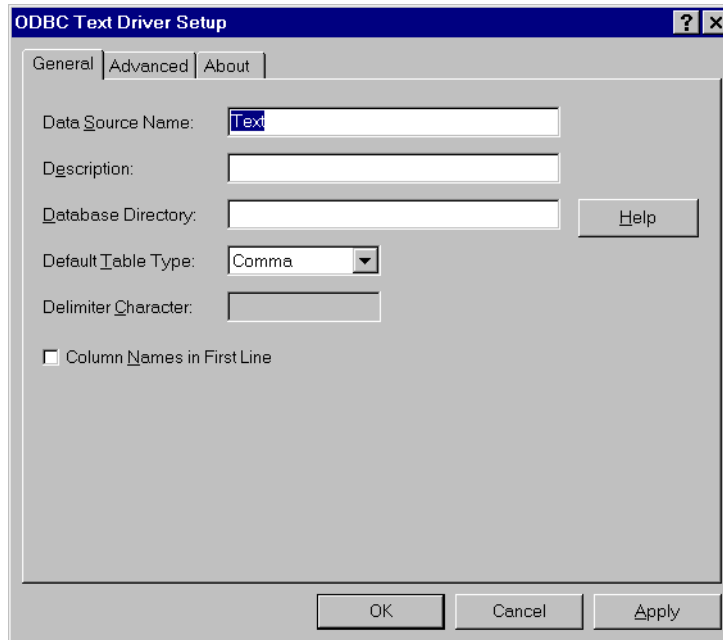 ODBC Text Driver Setup
General Advanced About
Data Source Name: Text
Description:
Database Directory:
Help
Default Table Type: Comma
Delimiter Character:
Column Names in First Line
OK Cancel Apply